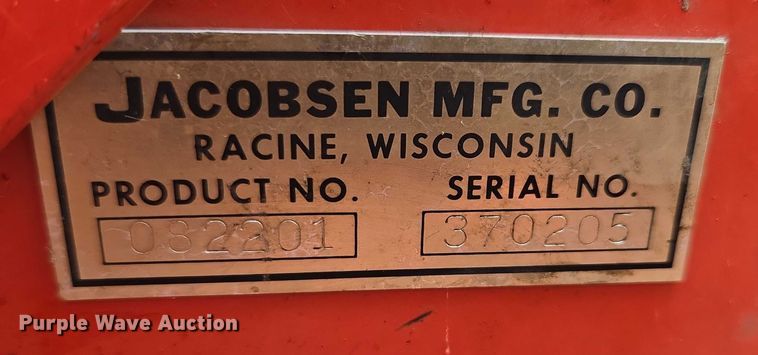 JACOBSEN MFG. CO.
RACINE, WISCONSIN
PRODUCT NO. SERIAL NO.
082201 370205
Purple Wave Auction